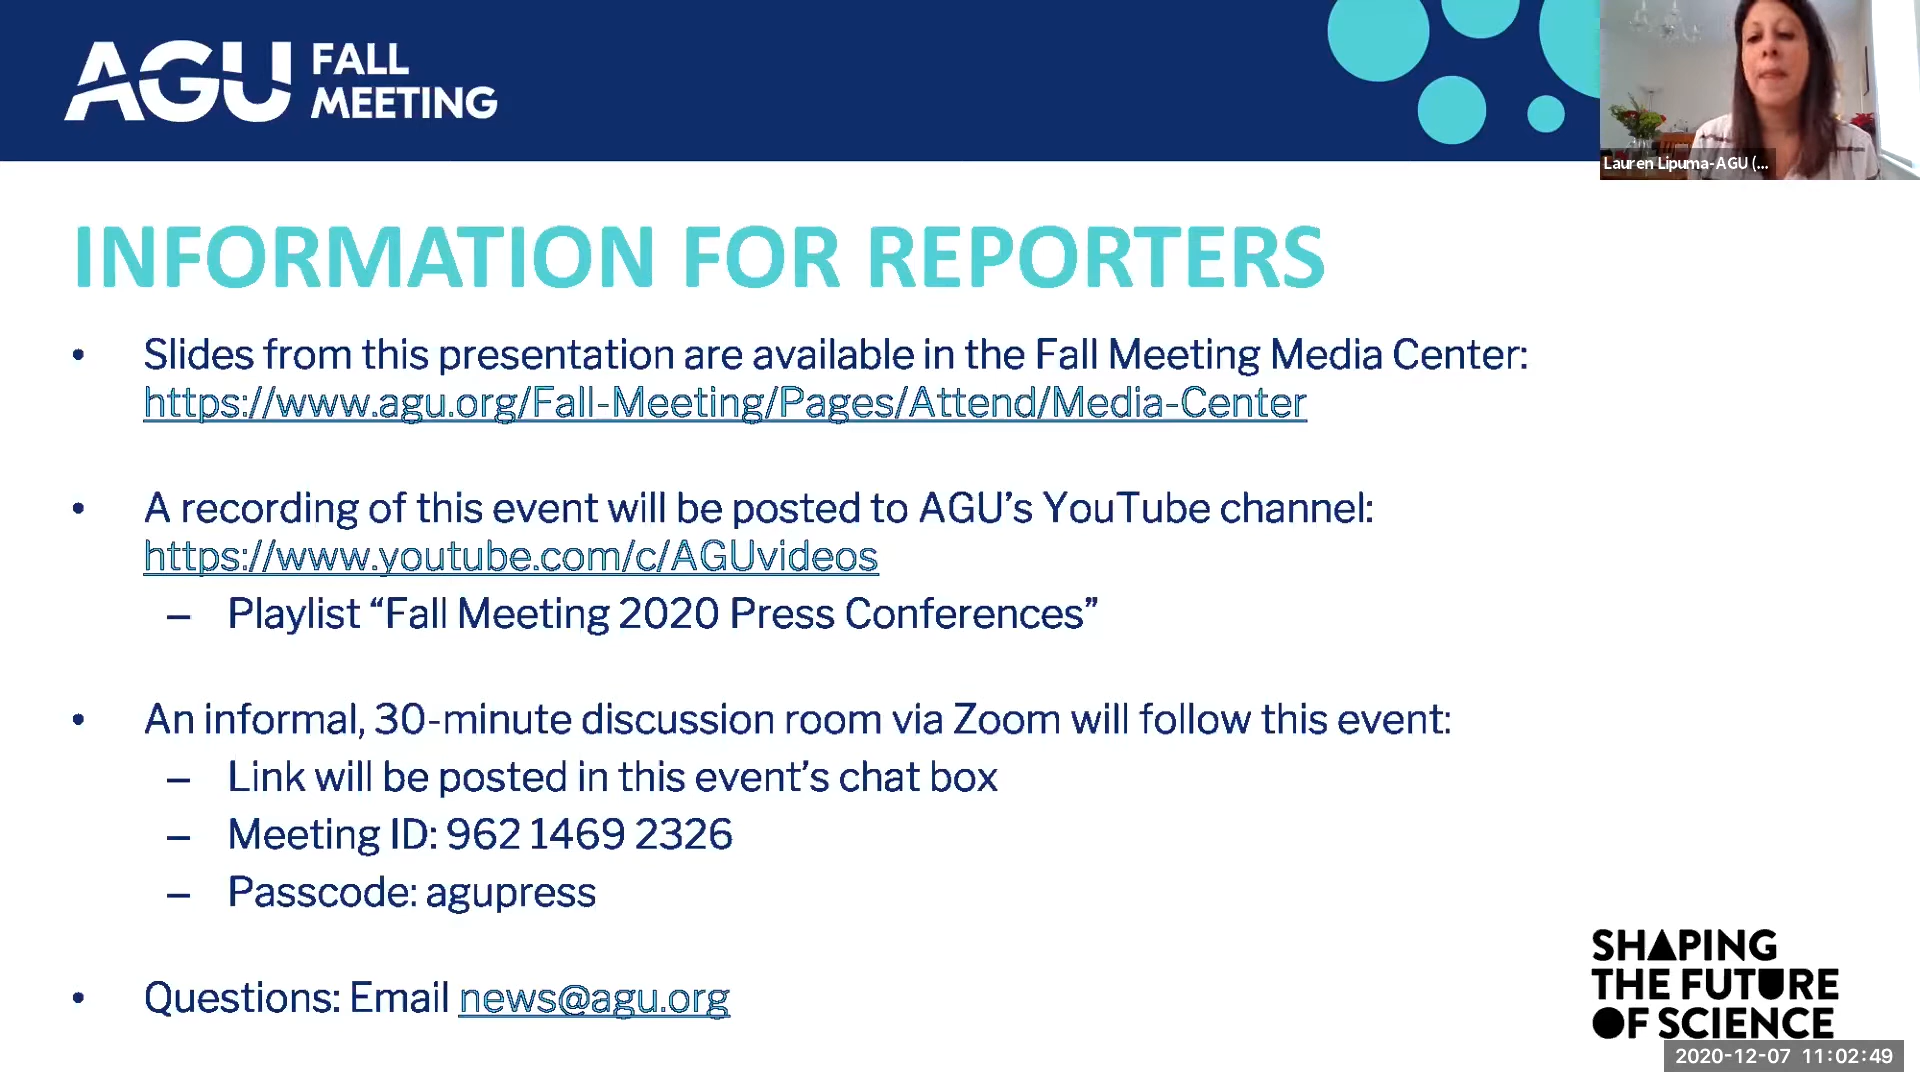 AGU FALL MEETING
Lauren Lipuma-AGU (...
INFORMATION FOR REPORTERS
• Slides from this presentation are available in the Fall Meeting Media Center:
https://www.agu.org/Fall-Meeting/Pages/Attend/Media-Center
• A recording of this event will be posted to AGU’s YouTube channel:
https://www.youtube.com/c/AGUvideos
– Playlist “Fall Meeting 2020 Press Conferences”
• An informal, 30-minute discussion room via Zoom will follow this event:
– Link will be posted in this event’s chat box
– Meeting ID: 962 1469 2326
– Passcode: agupress
• Questions: Email news@agu.org
SHAPING
THE FUTURE
OF SCIENCE
2020-12-07 11:02:49